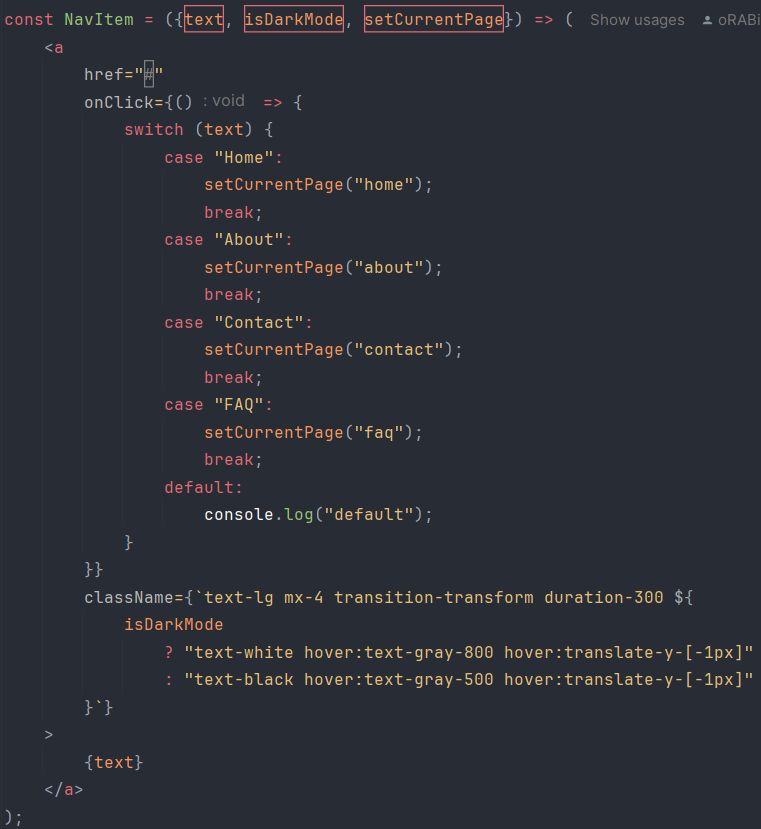 const NavItem = ({text, isDarkMode, setCurrentPage}) => ( Show usages oRABi
    <a
        href="#"
        onClick={() : void => {
            switch (text) {
                case "Home":
                    setCurrentPage("home");
                    break;
                case "About":
                    setCurrentPage("about");
                    break;
                case "Contact":
                    setCurrentPage("contact");
                    break;
                case "FAQ":
                    setCurrentPage("faq");
                    break;
                default:
                    console.log("default");
            }
        }}
        className={`text-lg mx-4 transition-transform duration-300 ${
            isDarkMode
                ? "text-white hover:text-gray-800 hover:translate-y-[-1px]"
                : "text-black hover:text-gray-500 hover:translate-y-[-1px]"
        }`}
    >
        {text}
    </a>
);